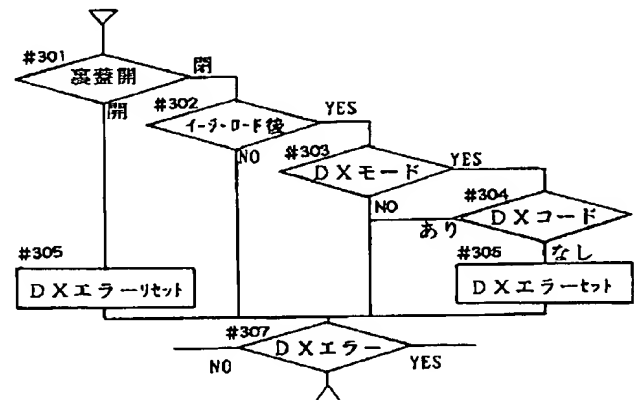 #301
裏蓋開
閉
開
#302
イージーロード後
YES
NO
#303
DXモード
YES
NO
#304
DXコード
あり
なし
#305
DXエラーリセット
#306
DXエラーセット
#307
DXエラー
NO
YES